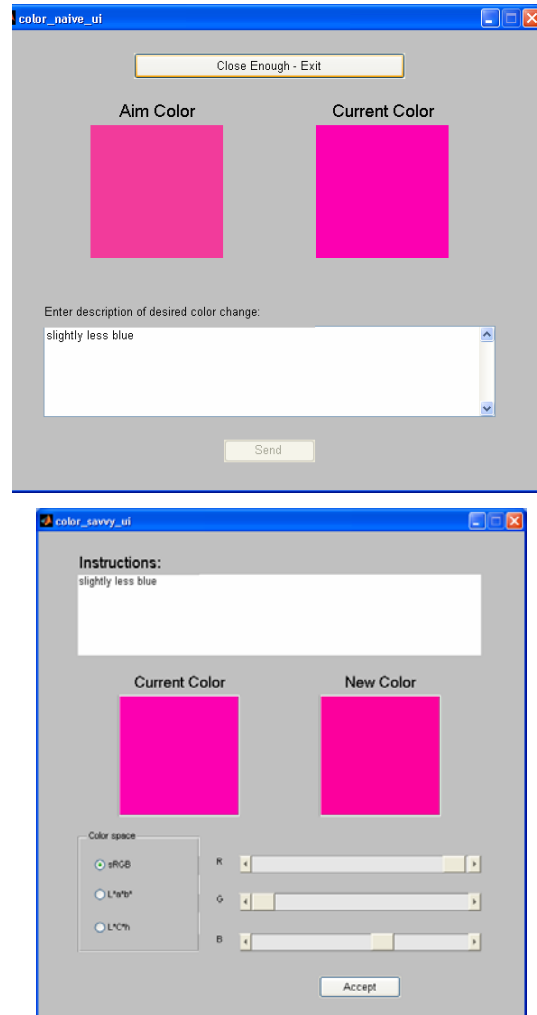 color_naive_ui
Close Enough - Exit
Aim Color
Current Color
Enter description of desired color change:
slightly less blue
Send
color_savvy_ui
Instructions:
slightly less blue
Current Color
New Color
Color space
sRGB
L*a*b*
L*C*h
R
G
B
Accept